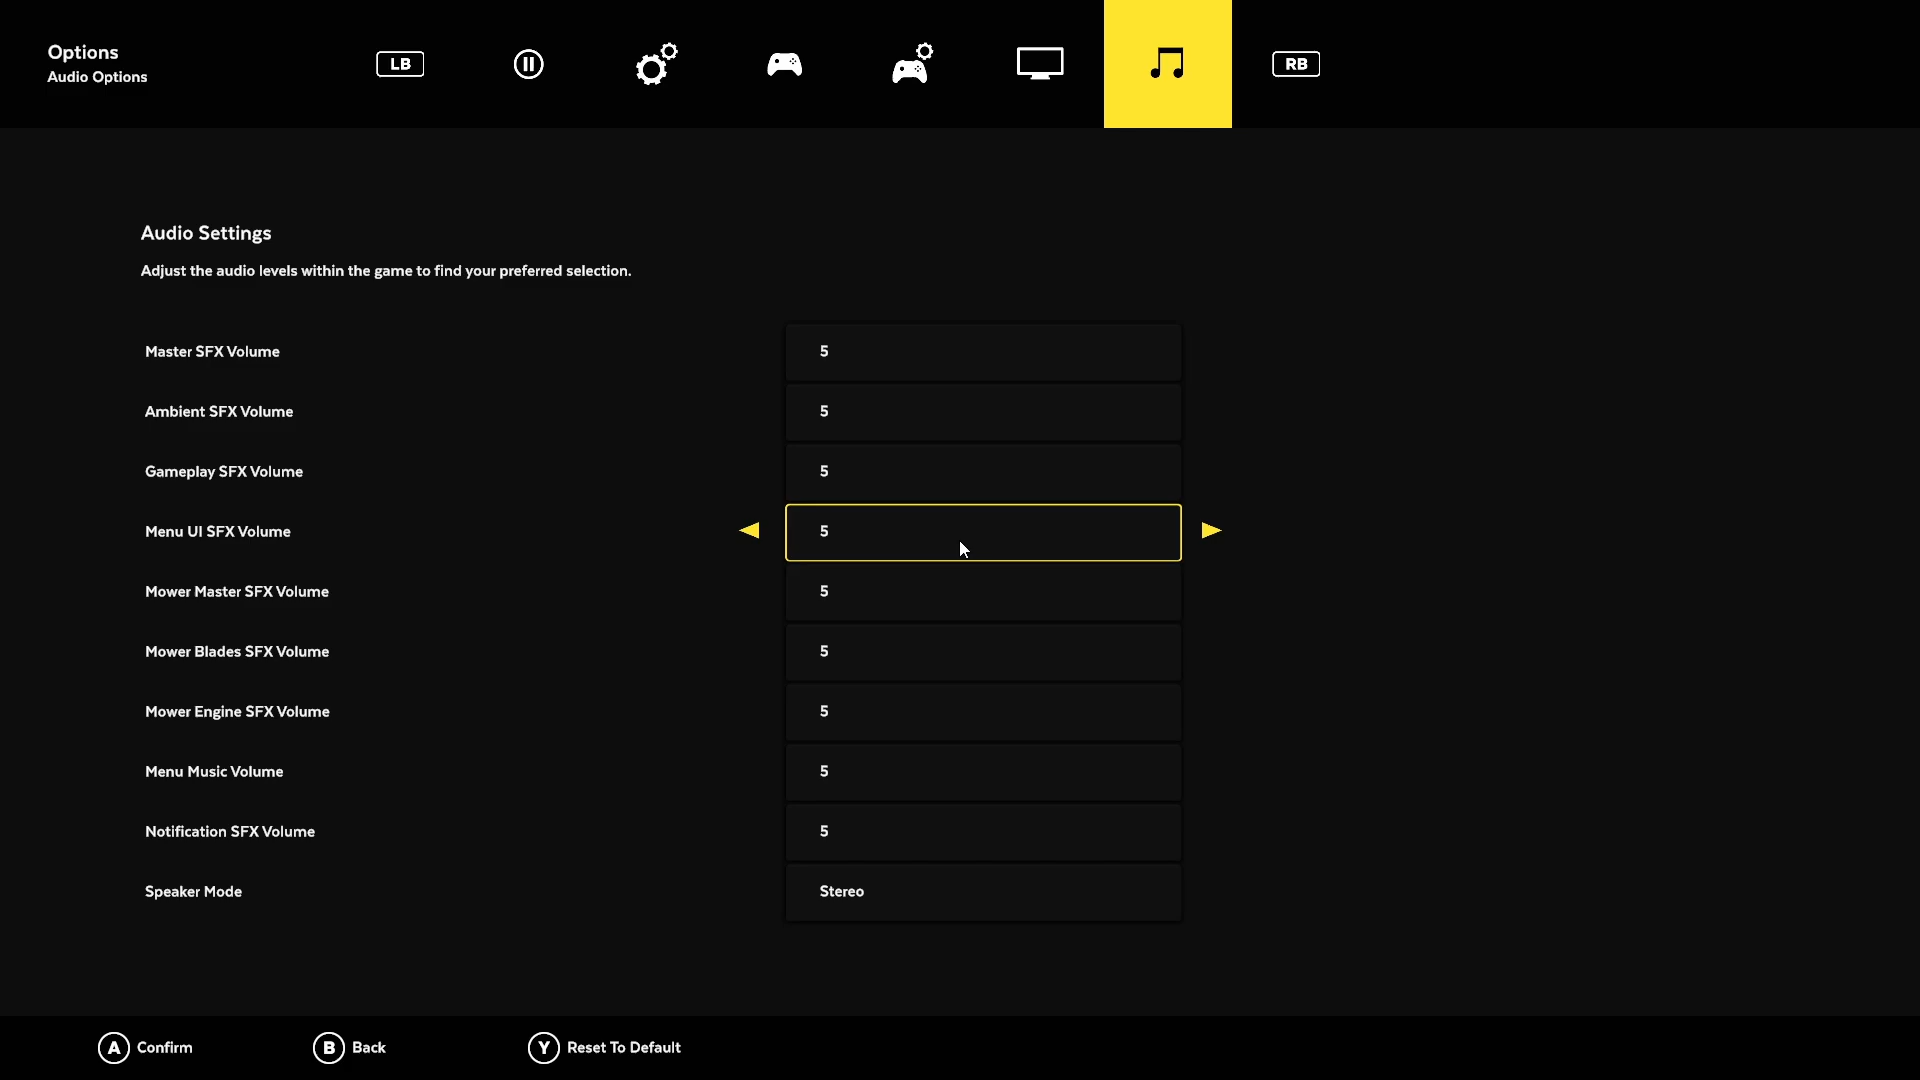 Options
Audio Options
LB
RB
Audio Settings
Adjust the audio levels within the game to find your preferred selection.
Master SFX Volume 5
Ambient SFX Volume 5
Gameplay SFX Volume 5
Menu UI SFX Volume 5
Mower Master SFX Volume 5
Mower Blades SFX Volume 5
Mower Engine SFX Volume 5
Menu Music Volume 5
Notification SFX Volume 5
Speaker Mode Stereo
A Confirm B Back Y Reset To Default